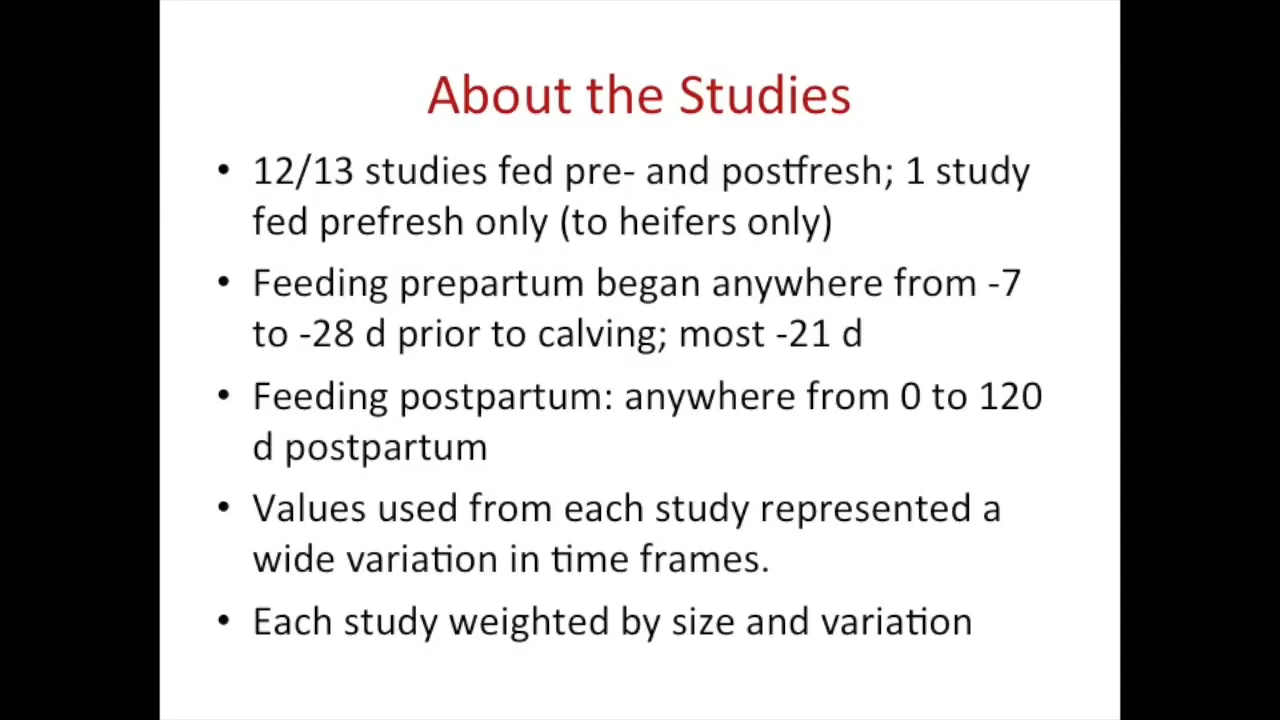 About the Studies
• 12/13 studies fed pre- and postfresh; 1 study
fed prefresh only (to heifers only)
• Feeding prepartum began anywhere from -7
to -28 d prior to calving; most -21 d
• Feeding postpartum: anywhere from 0 to 120
d postpartum
• Values used from each study represented a
wide variation in time frames.
• Each study weighted by size and variation